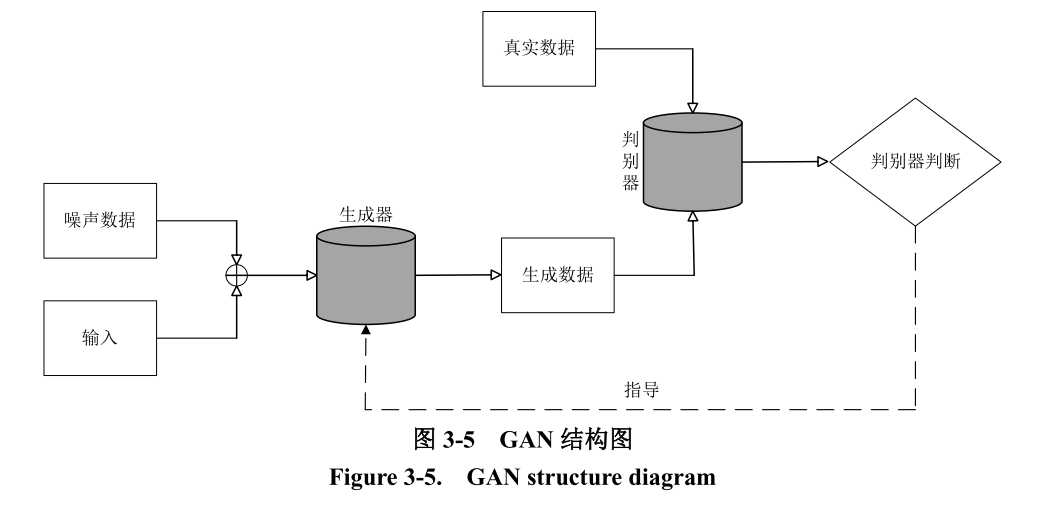 真实数据
判别器
判别器判断
噪声数据
生成器
生成数据
输入
指导
图 3-5 GAN 结构图
Figure 3-5. GAN structure diagram